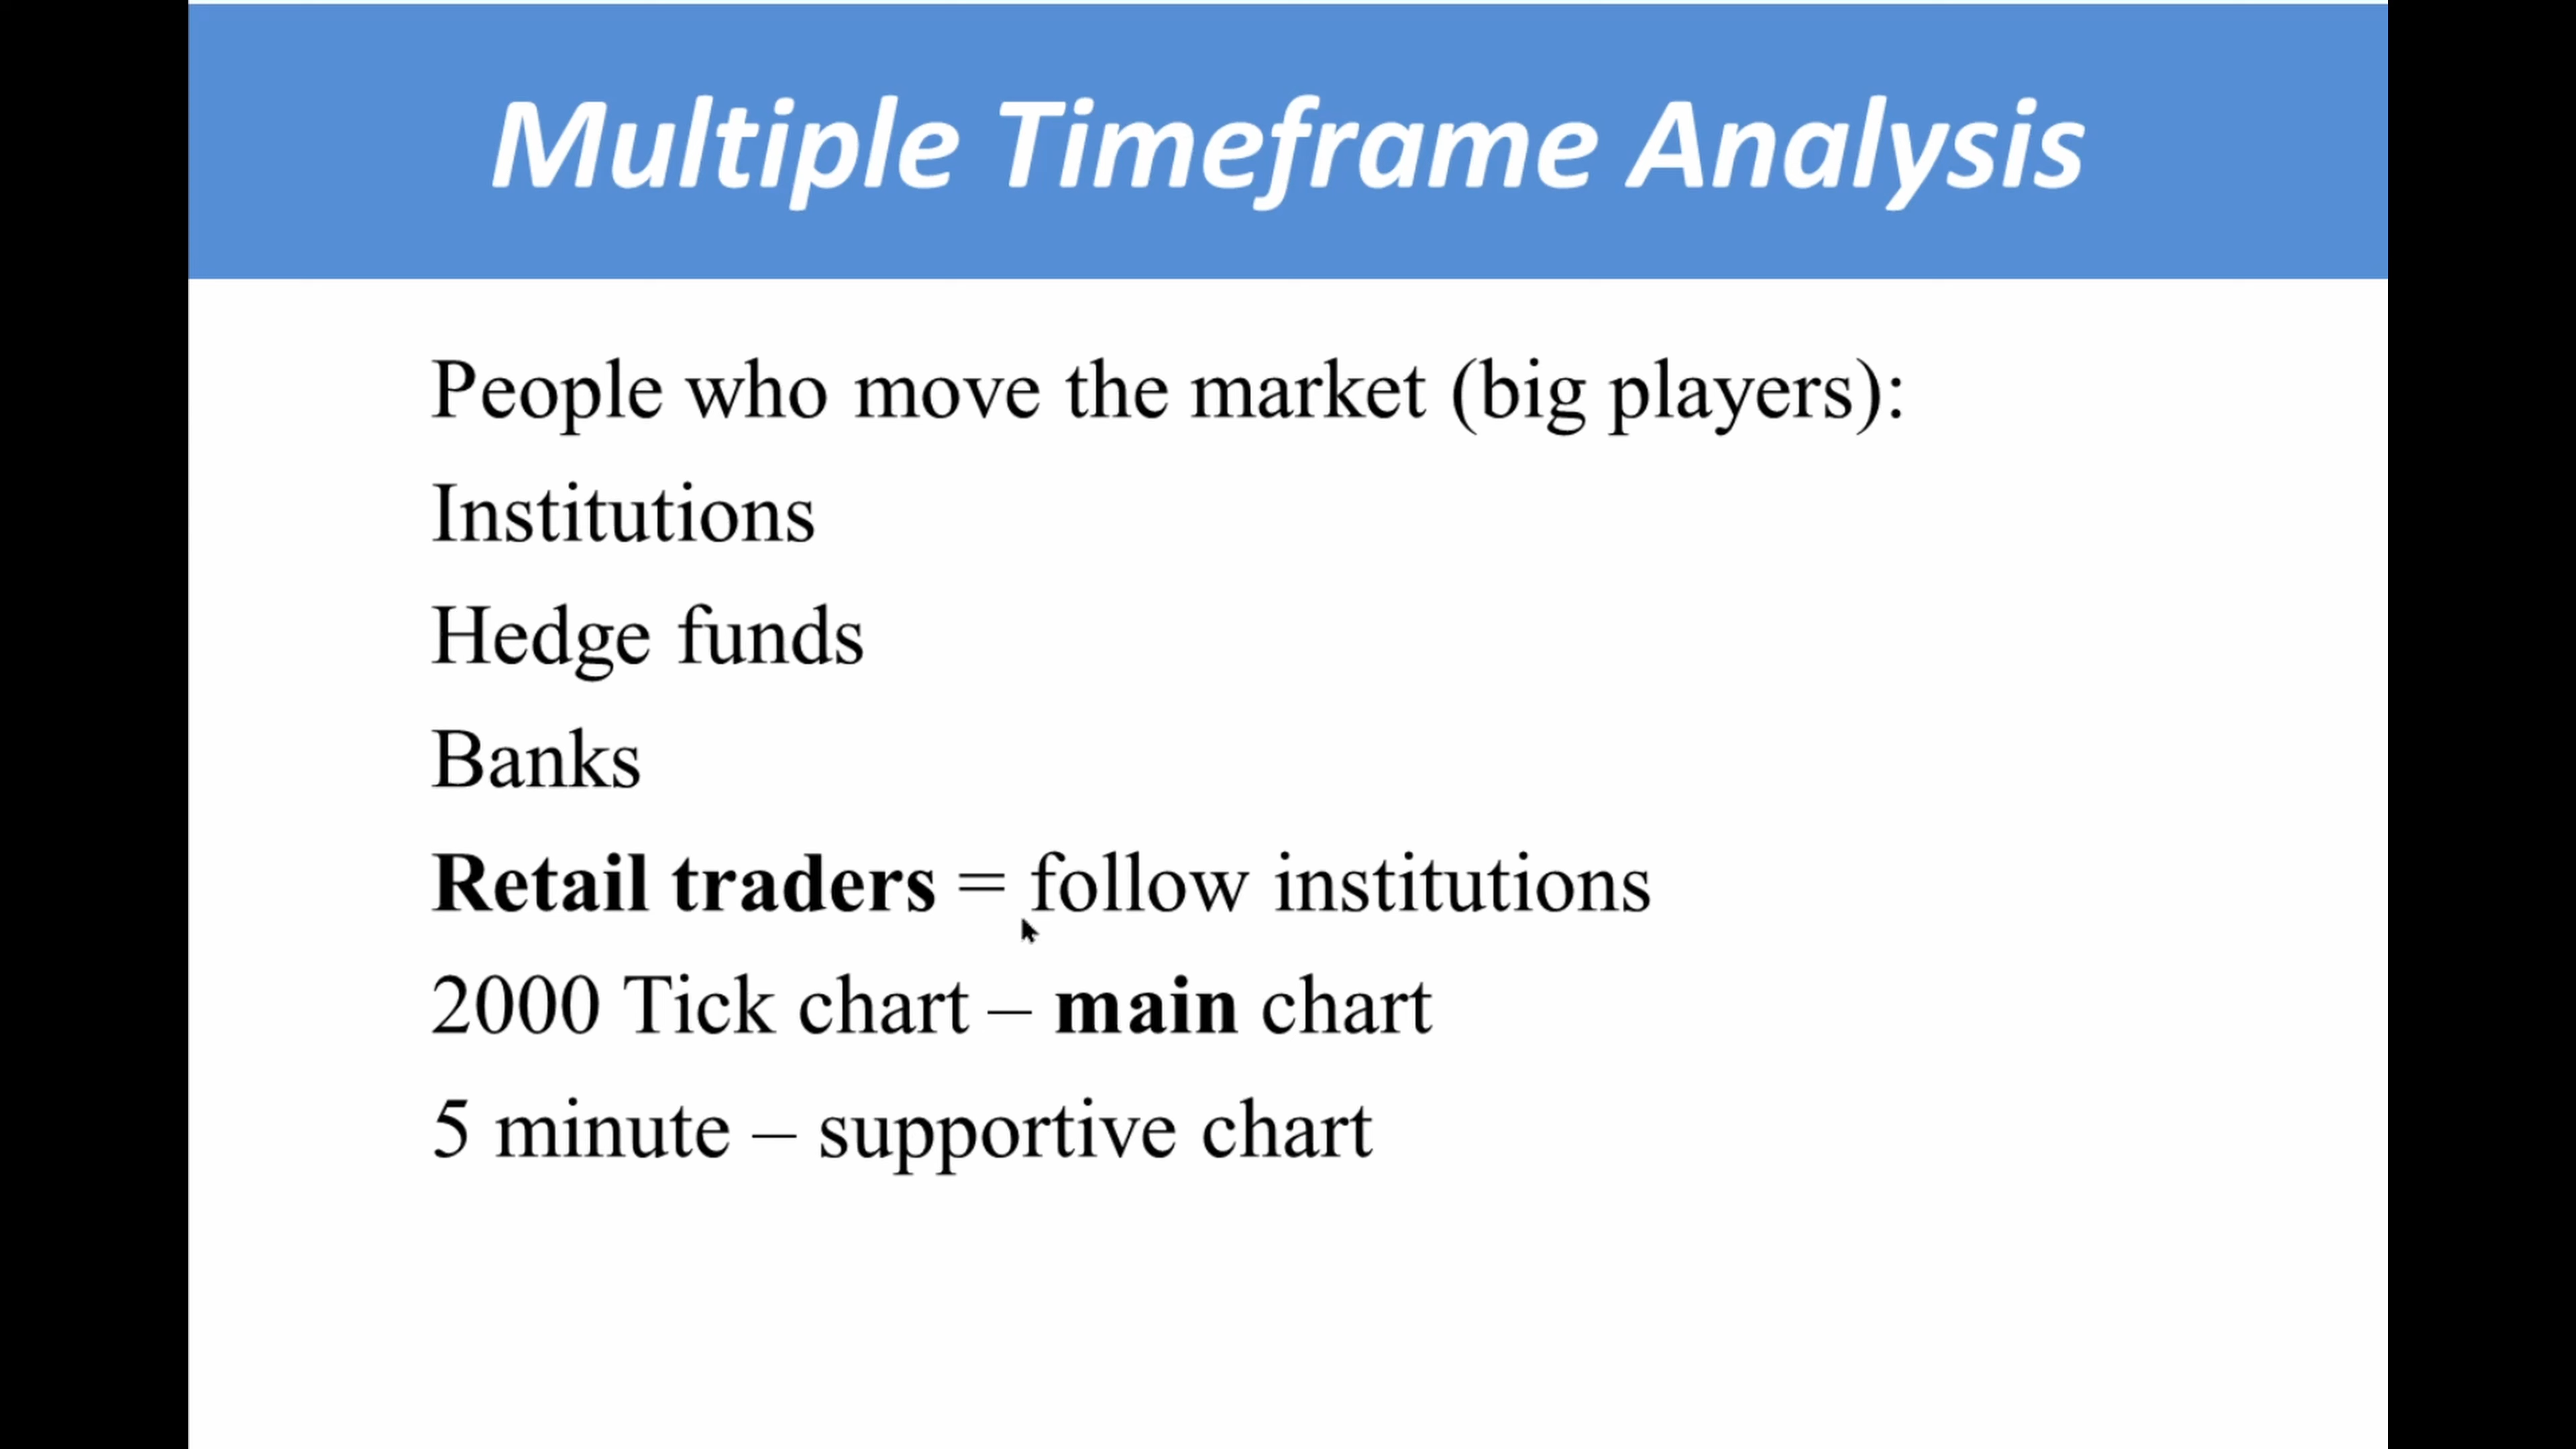 Multiple Timeframe Analysis
People who move the market (big players):
Institutions
Hedge funds
Banks
Retail traders = follow institutions
2000 Tick chart – main chart
5 minute – supportive chart